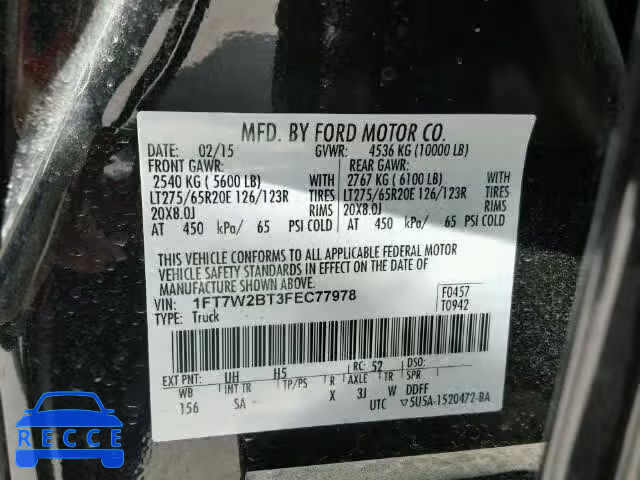 MFD. BY FORD MOTOR CO.
DATE: 02/15 GVWR: 4536 KG (10000 LB)
FRONT GAWR: REAR GAWR:
2540 KG (5600 LB) WITH 2767 KG (6100 LB) WITH
LT275/65R20E 126/123R TIRES LT275/65R20E 126/123R TIRES
20X8.0J RIMS 20X8.0J RIMS
AT 450 kPa/ 65 PSI COLD AT 450 kPa/ 65 PSI COLD
THIS VEHICLE CONFORMS TO ALL APPLICABLE FEDERAL MOTOR
VEHICLE SAFETY STANDARDS IN EFFECT ON THE DATE OF
MANUFACTURE SHOWN ABOVE.
VIN: 1FT7W2BT3FEC77978 F0457
TYPE: Truck T0942
EXT PNT: UH H5 RC: 52 DSO:
WB INT TR TP/PS R AXLE TR SPR
156 SA X 3J W DDFF
UTC ▽5U5A-1520472-BA
RECCE